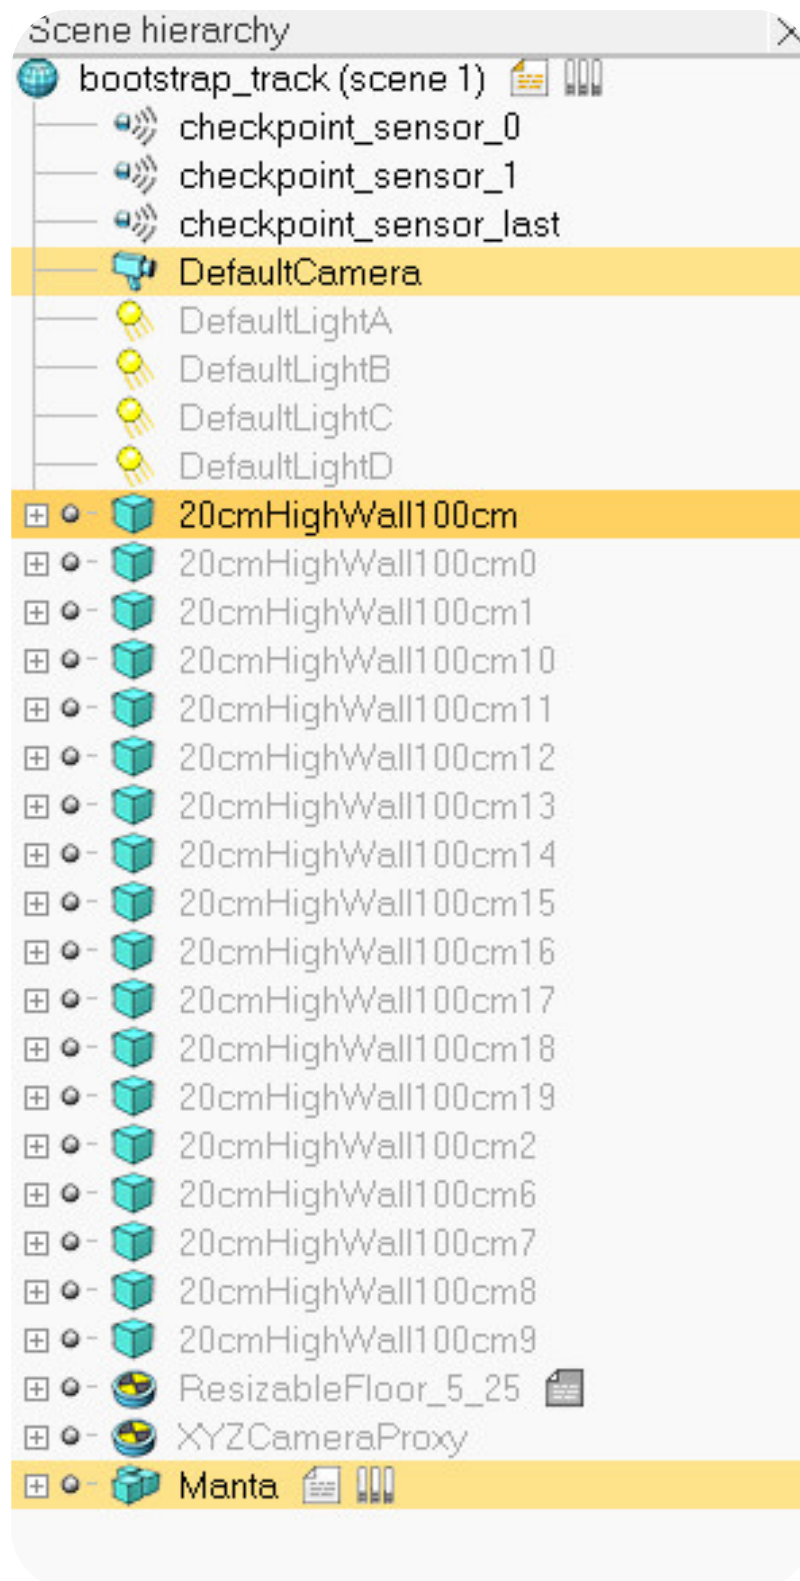 Scene hierarchy
bootstrap_track (scene 1)
checkpoint_sensor_0
checkpoint_sensor_1
checkpoint_sensor_last
DefaultCamera
DefaultLightA
DefaultLightB
DefaultLightC
DefaultLightD
20cmHighWall100cm
20cmHighWall100cm0
20cmHighWall100cm1
20cmHighWall100cm10
20cmHighWall100cm11
20cmHighWall100cm12
20cmHighWall100cm13
20cmHighWall100cm14
20cmHighWall100cm15
20cmHighWall100cm16
20cmHighWall100cm17
20cmHighWall100cm18
20cmHighWall100cm19
20cmHighWall100cm2
20cmHighWall100cm6
20cmHighWall100cm7
20cmHighWall100cm8
20cmHighWall100cm9
ResizableFloor_5_25
XYZCameraProxy
Manta